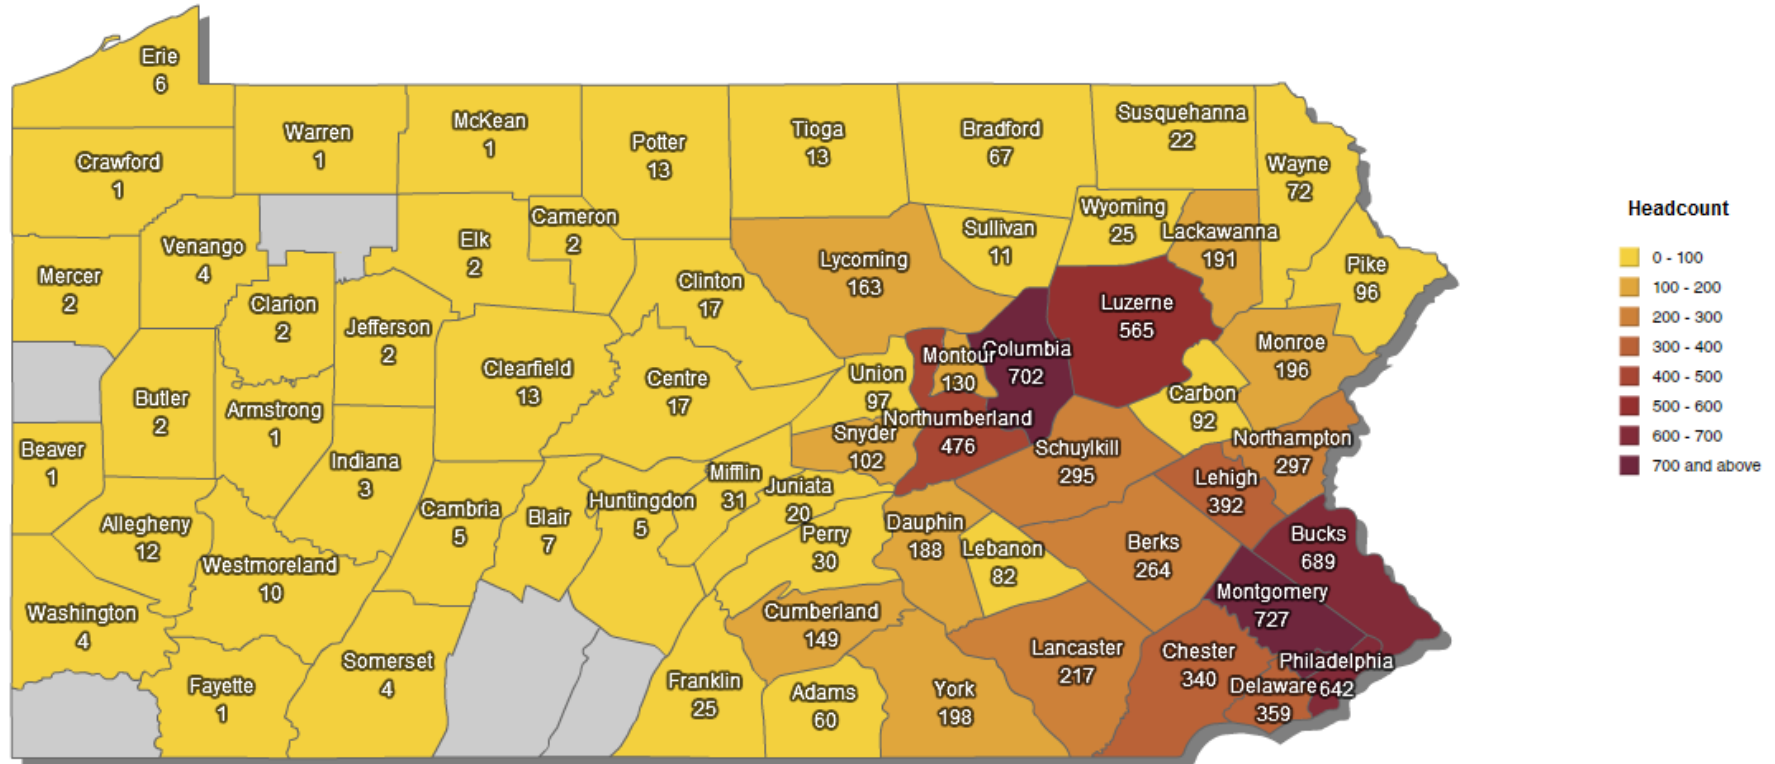 Erie
6
Crawford
1
Warren
1
McKean
1
Potter
13
Tioga
13
Bradford
67
Susquehanna
22
Wayne
72
Mercer
2
Venango
4
Elk
2
Cameron
2
Clinton
17
Lycoming
163
Sullivan
11
Wyoming
25
Lackawanna
191
Pike
96
Clarion
2
Jefferson
2
Clearfield
13
Centre
17
Union
97
Montour
130
Columbia
702
Luzerne
565
Monroe
196
Carbon
92
Butler
2
Armstrong
1
Beaver
1
Indiana
3
Snyder
102
Northumberland
476
Schuylkill
295
Northampton
297
Lehigh
392
Allegheny
12
Westmoreland
10
Cambria
5
Blair
7
Huntingdon
5
Mifflin
31
Juniata
20
Perry
30
Dauphin
188
Lebanon
82
Berks
264
Bucks
689
Montgomery
727
Washington
4
Fayette
1
Somerset
4
Franklin
25
Cumberland
149
Adams
60
York
198
Lancaster
217
Chester
340
Delaware
359
Philadelphia
642
Headcount
0 - 100
100 - 200
200 - 300
300 - 400
400 - 500
500 - 600
600 - 700
700 and above